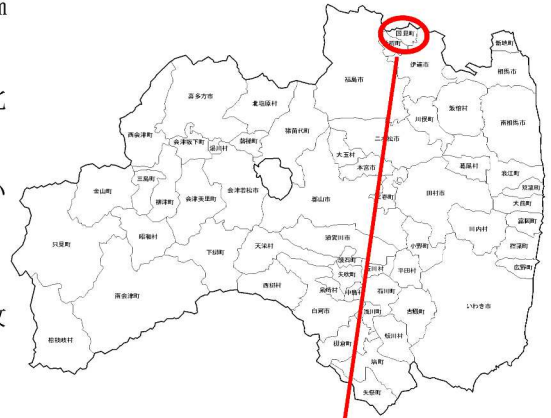 国見町
桑折町
伊達市
新地町
相馬市
福島市
喜多方市
北塩原村
川俣町
飯舘村
南相馬市
猪苗代町
西会津町
会津坂下町
湯川村
磐梯町
二本松市
大玉村
本宮市
葛尾村
浪江町
双葉町
大熊町
富岡町
楢葉町
広野町
三島町
金山町
柳津町
会津美里町
会津若松市
郡山市
三春町
田村市
川内村
只見町
昭和村
下郷町
天栄村
須賀川市
小野町
鏡石町
矢吹町
玉川村
平田村
南会津町
西郷村
泉崎村
中島村
石川町
白河市
浅川町
古殿町
いわき市
檜枝岐村
棚倉町
鮫川村
塙町
矢祭町